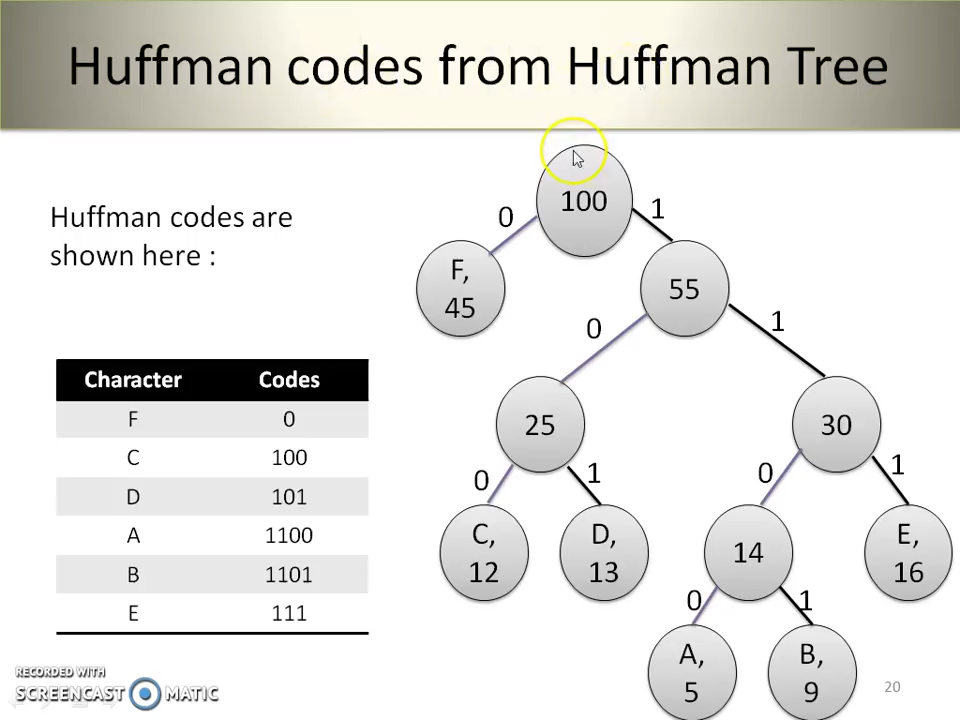 Huffman codes from Huffman Tree
Huffman codes are
shown here :
Character Codes
F 0
C 100
D 101
A 1100
B 1101
E 111
100
0 1
F,
45
55
0 1
25
30
0 1
0 1
C,
12
D,
13
14
E,
16
0 1
A,
5
B,
9
RECORDED WITH
SCREENCAST MATIC
20